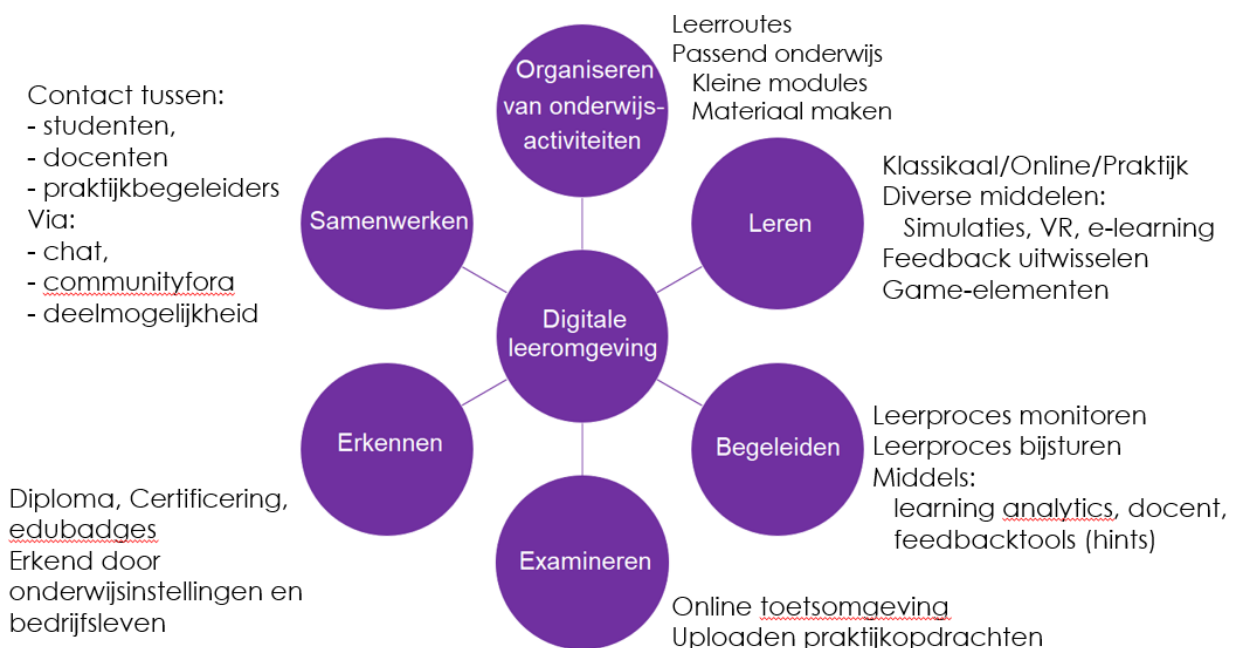 Organiseren
van onderwijs-
activiteiten
Leerroutes
Passend onderwijs
Kleine modules
Materiaal maken
Leren
Klassikaal/Online/Praktijk
Diverse middelen:
Simulaties, VR, e-learning
Feedback uitwisselen
Game-elementen
Begeleiden
Leerproces monitoren
Leerproces bijsturen
Middels:
learning analytics, docent,
feedbacktools (hints)
Examineren
Online toetsomgeving
Uploaden praktijkopdrachten
Erkennen
Diploma, Certificering,
edubadges
Erkend door
onderwijsinstellingen en
bedrijfsleven
Samenwerken
Contact tussen:
- studenten,
- docenten
- praktijkbegeleiders
Via:
- chat,
- communityfora
- deelmogelijkheid
Digitale
leeromgeving